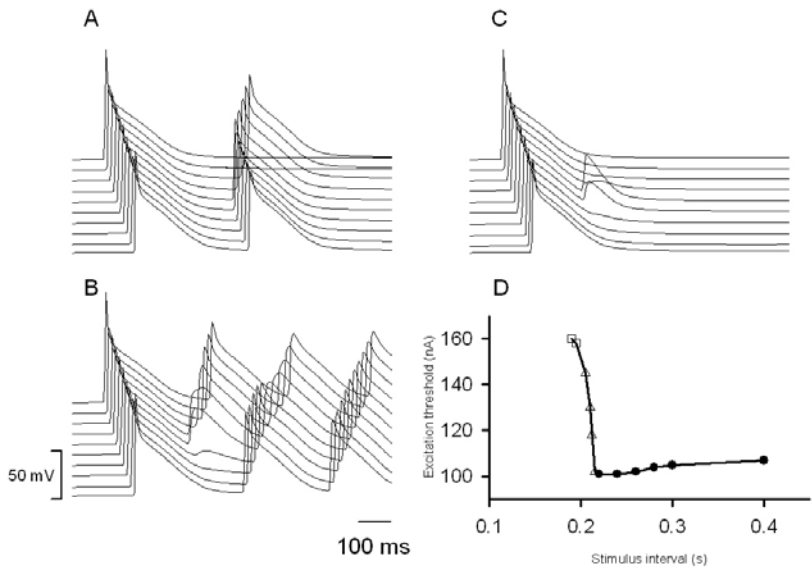 A
C
B
D
50 mV
100 ms
Excitation threshold (nA)
160
140
120
100
0.1
0.2
0.3
0.4
Stimulus interval (s)